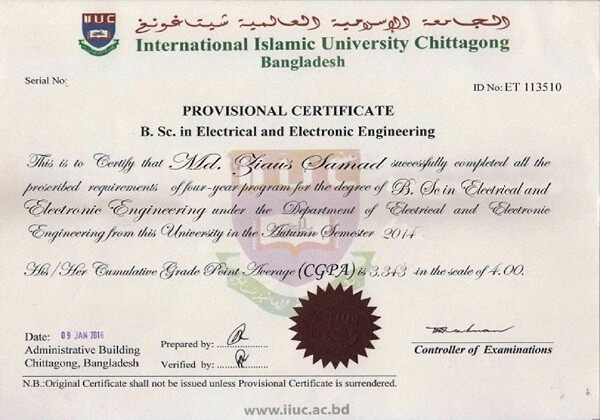 الجامعة الإسلامية العالمية شيتاغونغ
IIUC
International Islamic University Chittagong
Bangladesh
Serial No:
ID No: ET 113510
PROVISIONAL CERTIFICATE
B. Sc. in Electrical and Electronic Engineering
This is to Certify that Md. Ziaus Samad successfully completed all the
prescribed requirements of four-year program for the degree of B. Sc in Electrical and
Electronic Engineering under the Department of Electrical and Electronic
Engineering from this University in the Autumn Semester 2014
His/Her Cumulative Grade Point Average (CGPA) is 3.343 in the scale of 4.00.
Date: 09 JAN 2016
Administrative Building
Chittagong, Bangladesh
Prepared by:
Verified by:
Controller of Examinations
N.B.:Original Certificate shall not be issued unless Provisional Certificate is surrendered.
www.iiuc.ac.bd